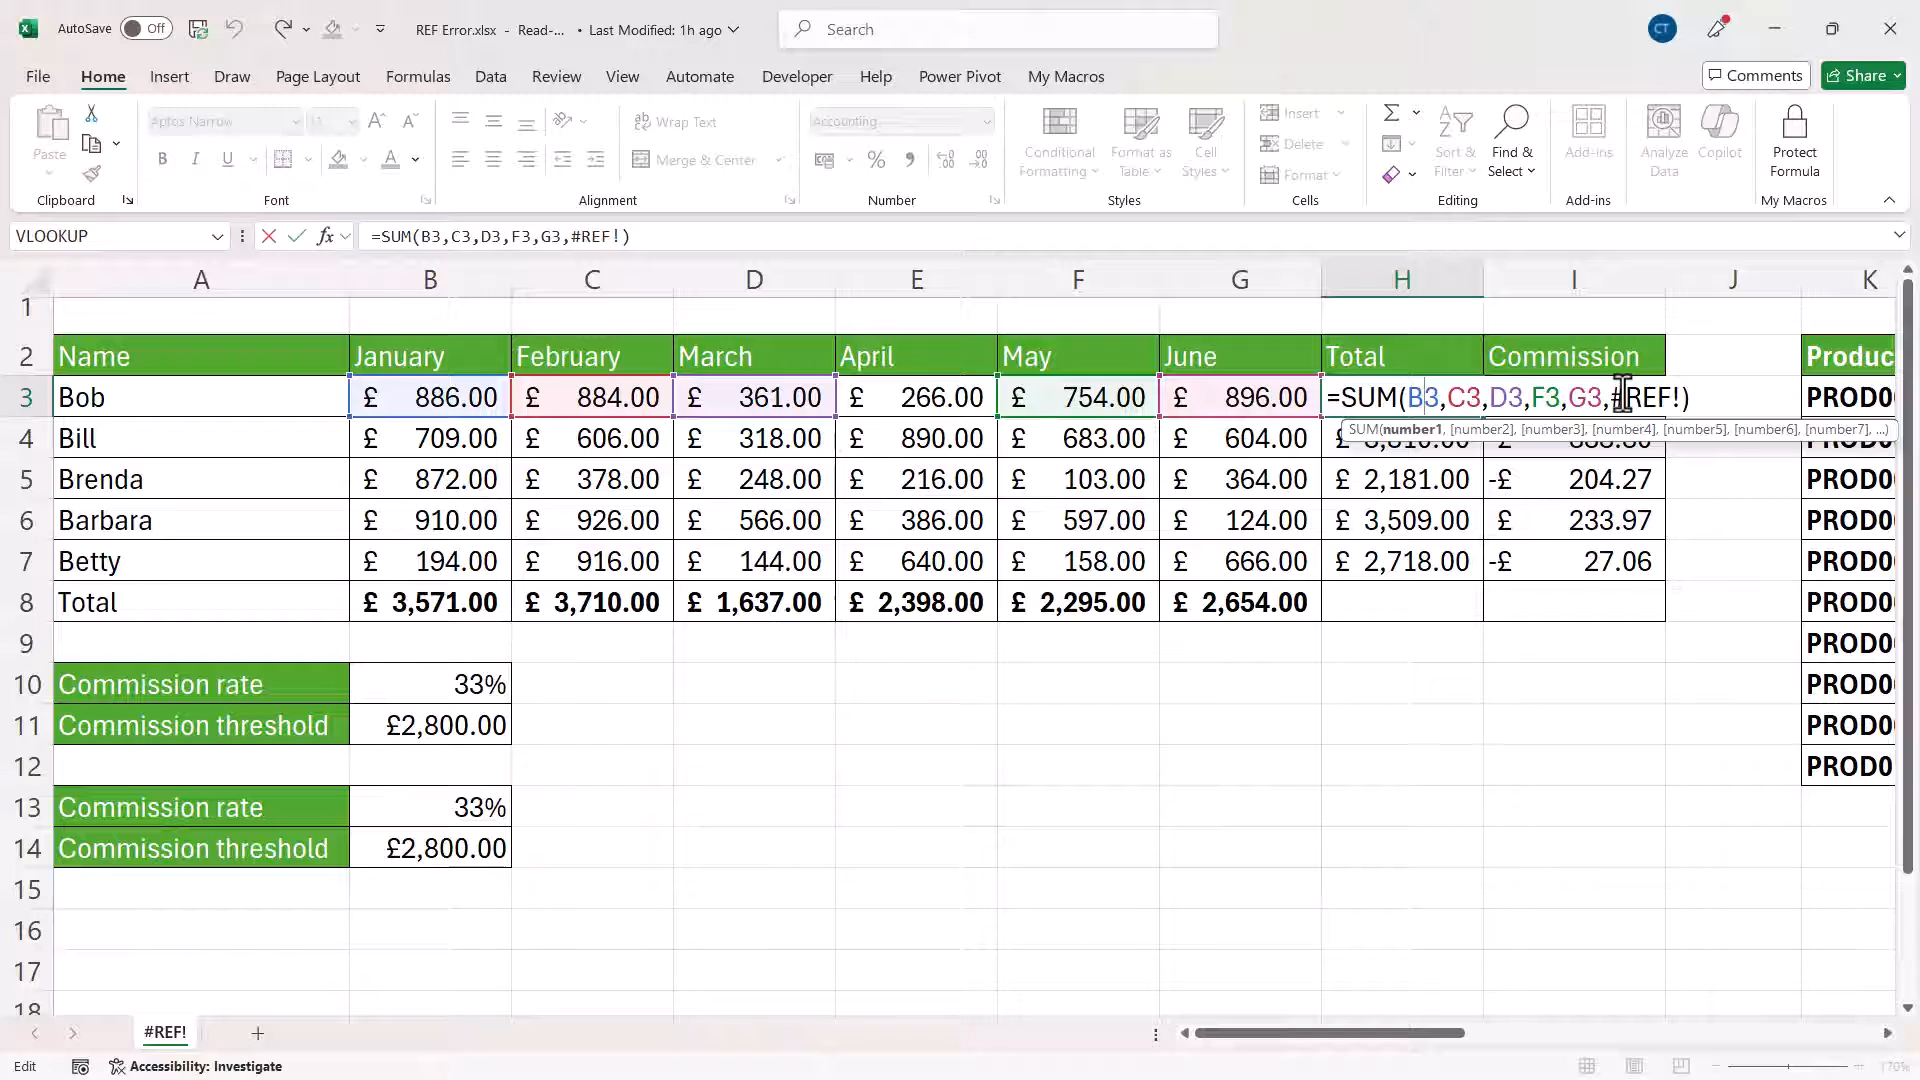 AutoSave Off REF Error.xlsx - Read-... • Last Modified: 1h ago Search CT
File Home Insert Draw Page Layout Formulas Data Review View Automate Developer Help Power Pivot My Macros Comments Share
Paste Aptos Narrow 11 A A Wrap Text Accounting Conditional Formatting Format as Table Cell Styles Insert Sort & Filter Find & Select Add-ins Analyze Data Copilot Protect Formula
B I U A Merge & Center % Delete
Format
Clipboard Font Alignment Number Styles Cells Editing Add-ins My Macros
VLOOKUP fx =SUM(B3,C3,D3,F3,G3,#REF!)
A B C D E F G H I J K
1
2 Name January February March April May June Total Commission Produc
3 Bob £ 886.00 £ 884.00 £ 361.00 £ 266.00 £ 754.00 £ 896.00 =SUM(B3,C3,D3,F3,G3,#REF!) PROD0
SUM(number1, [number2], [number3], [number4], [number5], [number6], [number7], ...)
4 Bill £ 709.00 £ 606.00 £ 318.00 £ 890.00 £ 683.00 £ 604.00 PROD0
5 Brenda £ 872.00 £ 378.00 £ 248.00 £ 216.00 £ 103.00 £ 364.00 £ 2,181.00 -£ 204.27 PROD0
6 Barbara £ 910.00 £ 926.00 £ 566.00 £ 386.00 £ 597.00 £ 124.00 £ 3,509.00 £ 233.97 PROD0
7 Betty £ 194.00 £ 916.00 £ 144.00 £ 640.00 £ 158.00 £ 666.00 £ 2,718.00 -£ 27.06 PROD0
8 Total £ 3,571.00 £ 3,710.00 £ 1,637.00 £ 2,398.00 £ 2,295.00 £ 2,654.00 PROD0
9 PROD0
10 Commission rate 33% PROD0
11 Commission threshold £2,800.00 PROD0
12 PROD0
13 Commission rate 33%
14 Commission threshold £2,800.00
15
16
17
18
#REF!
Edit Accessibility: Investigate 170%